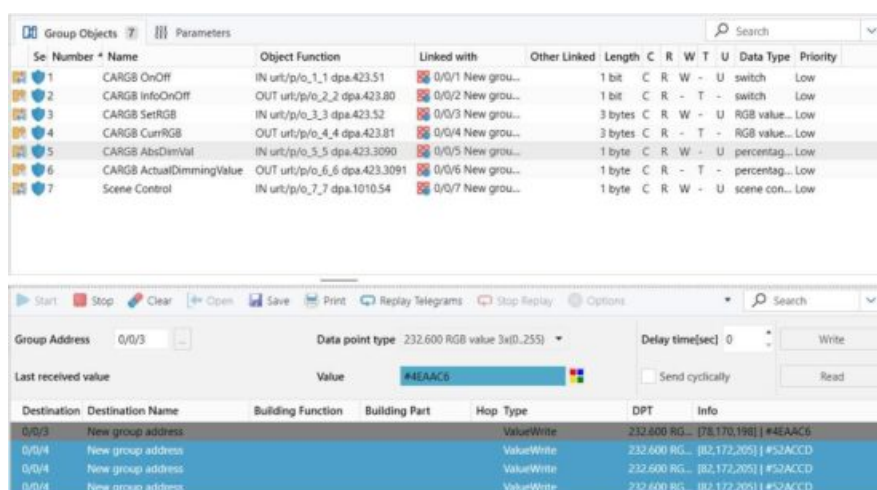 Group Objects 7 Parameters Search
Se Number Name Object Function Linked with Other Linked Length C R W T U Data Type Priority
1 CARGB OnOff IN url:/p/o_1_1 dpa.423.51 0/0/1 New grou... 1 bit C R W - U switch Low
2 CARGB InfoOnOff OUT url:/p/o_2_2 dpa.423.80 0/0/2 New grou... 1 bit C R - T - switch Low
3 CARGB SetRGB IN url:/p/o_3_3 dpa.423.52 0/0/3 New grou... 3 bytes C R W - U RGB value... Low
4 CARGB CurrRGB OUT url:/p/o_4_4 dpa.423.81 0/0/4 New grou... 3 bytes C R - T - RGB value... Low
5 CARGB AbsDimVal IN url:/p/o_5_5 dpa.423.3090 0/0/5 New grou... 1 byte C R W - U percentag... Low
6 CARGB ActualDimmingValue OUT url:/p/o_6_6 dpa.423.3091 0/0/6 New grou... 1 byte C R - T - percentag... Low
7 Scene Control IN url:/p/o_7_7 dpa.1010.54 0/0/7 New grou... 1 byte C R W - U scene con... Low
Start Stop Clear Open Save Print Replay Telegrams Stop Replay Options Search
Group Address 0/0/3 ... Data point type 232.600 RGB value 3x(0..255) Delay time[sec] 0 Write
Last received value Value #4EAAC6 Send cyclically Read
Destination Destination Name Building Function Building Part Hop Type DPT Info
0/0/3 New group address ValueWrite 232.600 RG... [78,170,198] | #4EAAC6
0/0/4 New group address ValueWrite 232.600 RG... [82,172,205] | #52ACCD
0/0/4 New group address ValueWrite 232.600 RG... [82,172,205] | #52ACCD
0/0/4 New group address ValueWrite 232.600 RG... [82,172,205] | #52ACCD